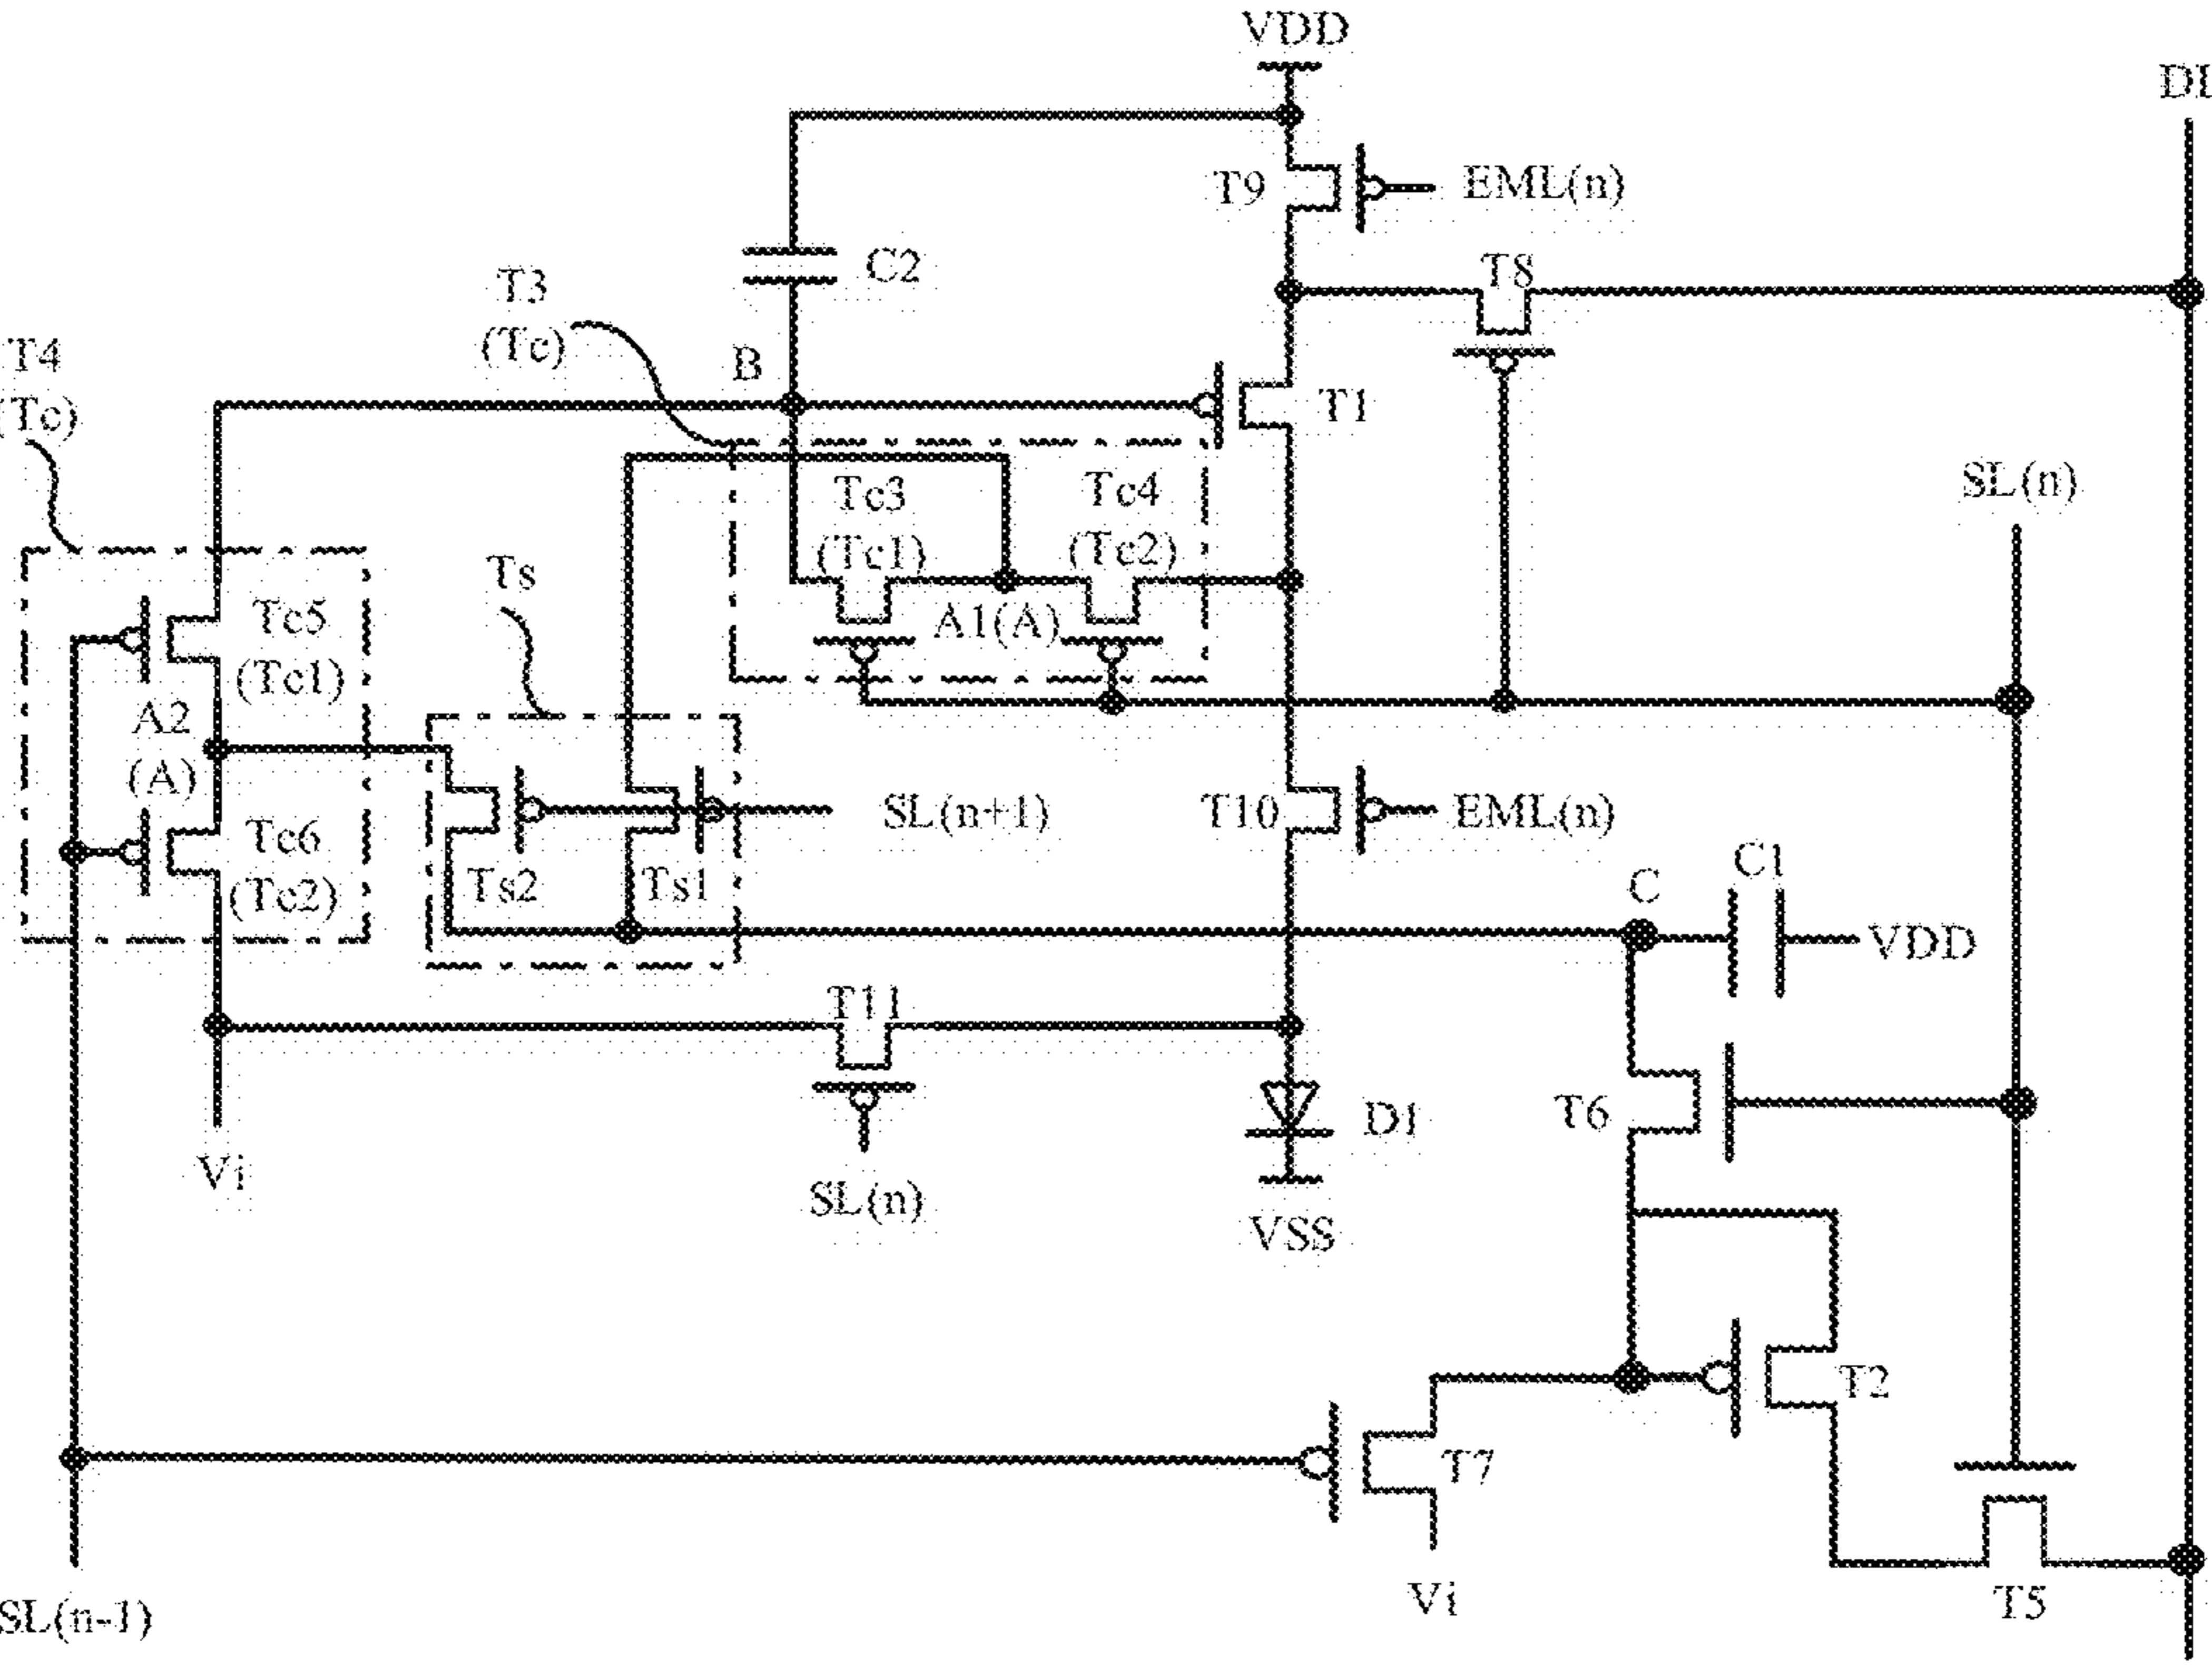 VDD
DL
T9
EML(n)
T8
C2
T3
(Tc)
T4
(Tc)
B
T1
Tc3
(Tc1)
Tc4
(Tc2)
SL(n)
Ts
A1(A)
Tc5
(Tc1)
A2
(A)
Tc6
(Tc2)
SL(n+1)
T10
EML(n)
Ts2
Ts1
C
C1
VDD
T11
T6
D1
Vi
SL(n)
VSS
T2
T7
Vi
T5
SL(n-1)